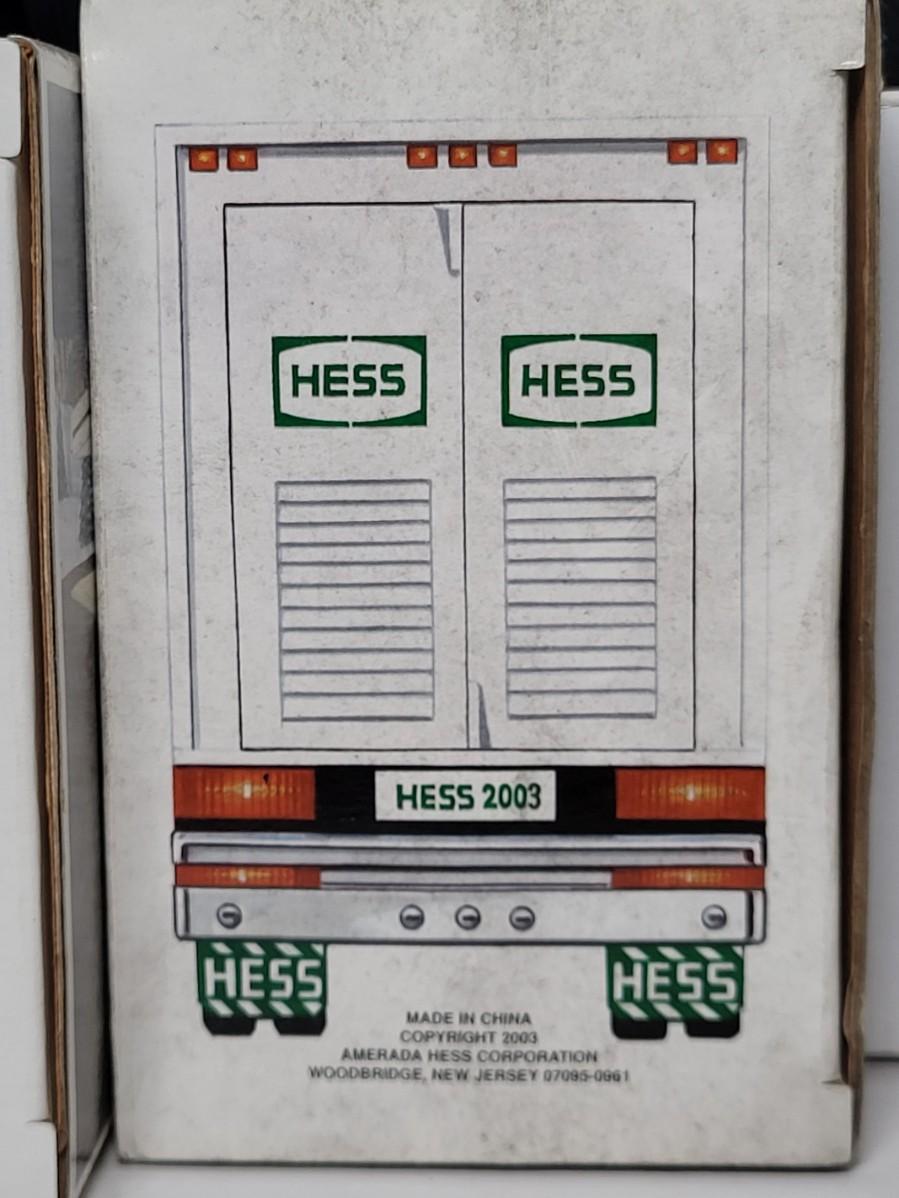 HESS HESS
HESS 2003
HESS HESS
MADE IN CHINA
COPYRIGHT 2003
AMERADA HESS CORPORATION
WOODBRIDGE, NEW JERSEY 07095-0961